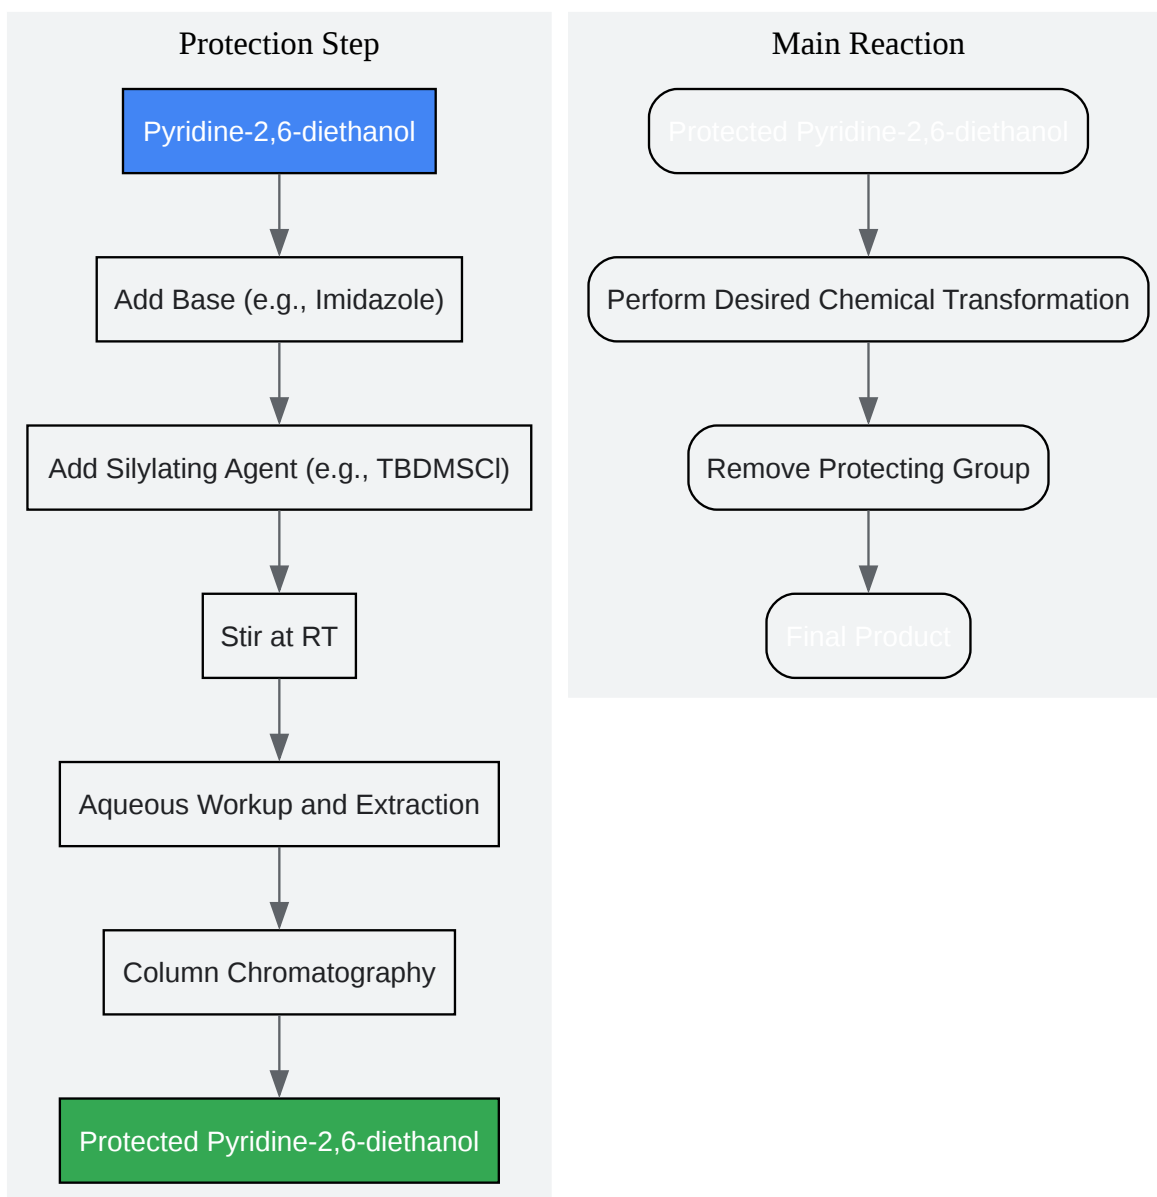 Protection Step
Pyridine-2,6-diethanol
Add Base (e.g., Imidazole)
Add Silylating Agent (e.g., TBDMSCl)
Stir at RT
Aqueous Workup and Extraction
Column Chromatography
Protected Pyridine-2,6-diethanol
Main Reaction
Protected Pyridine-2,6-diethanol
Perform Desired Chemical Transformation
Remove Protecting Group
Final Product